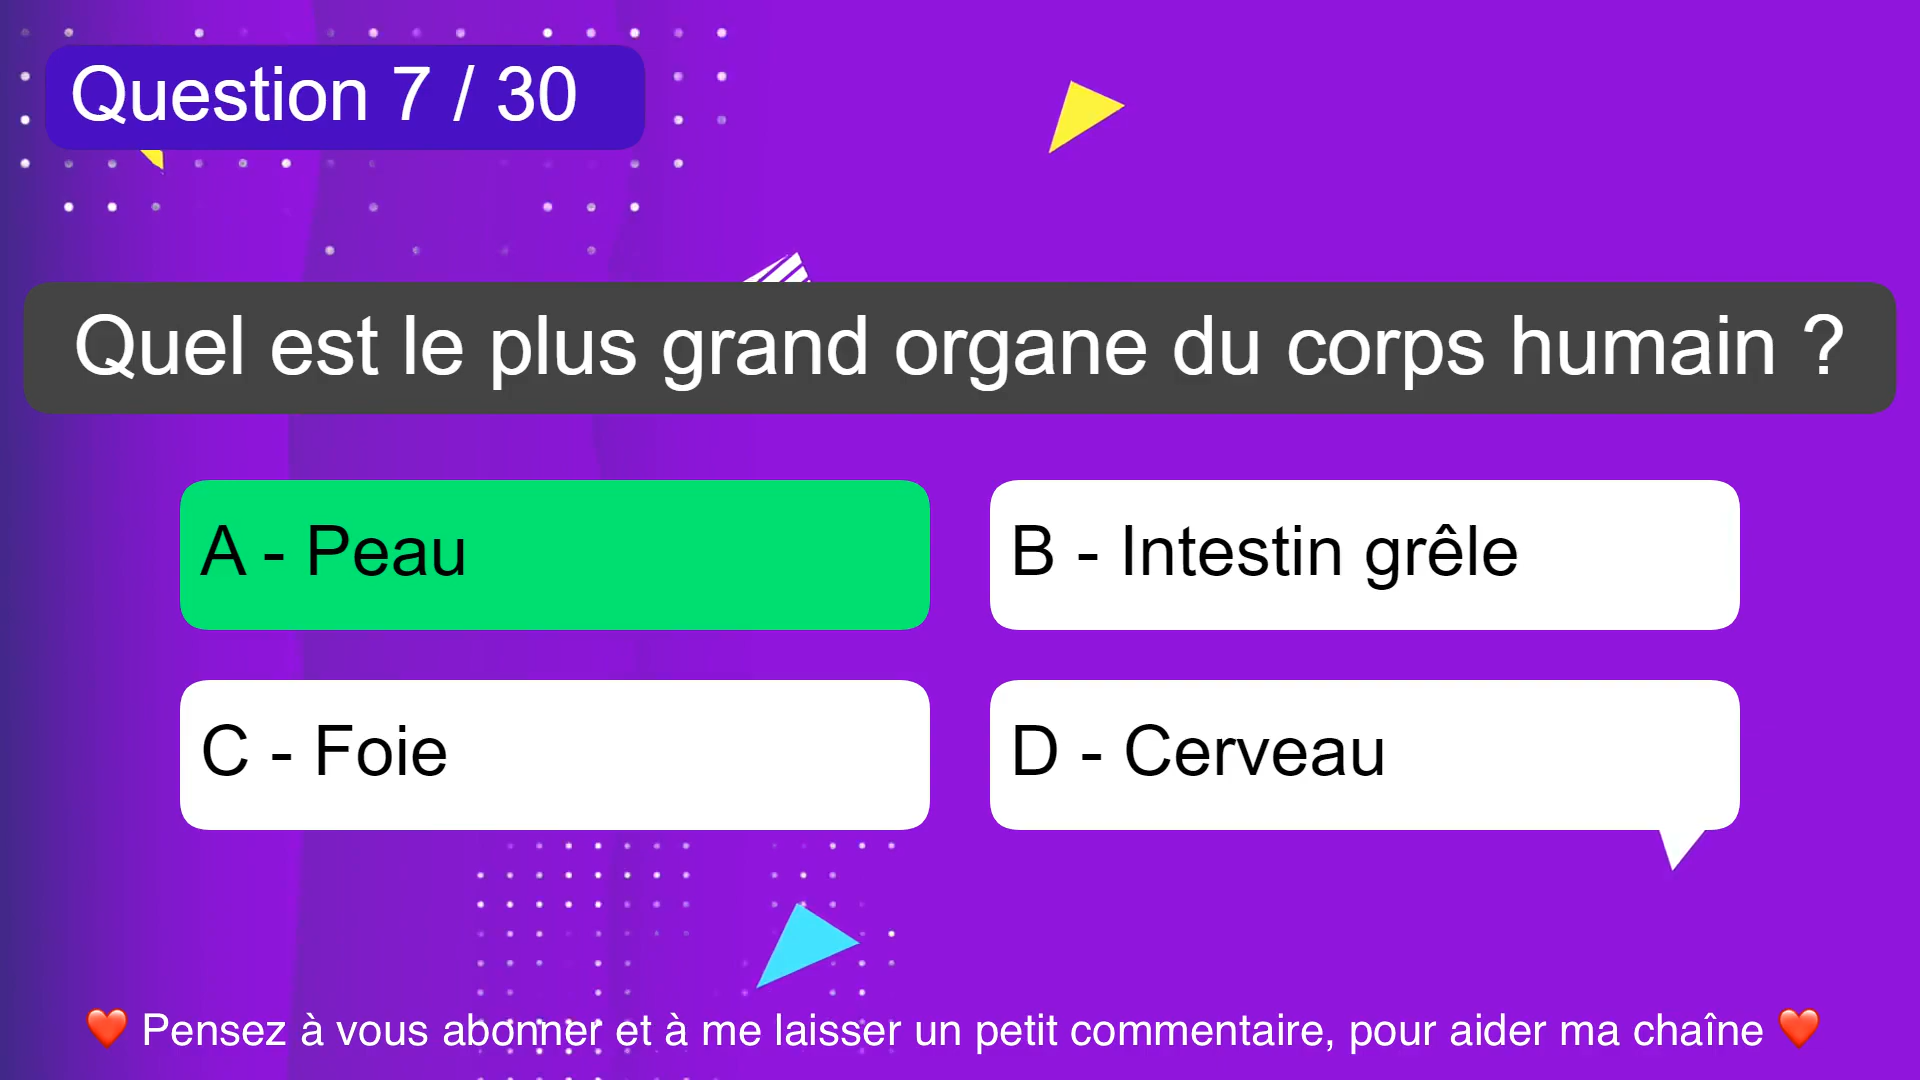 Question 7 / 30
Quel est le plus grand organe du corps humain ?
A - Peau
B - Intestin grêle
C - Foie
D - Cerveau
❤️ Pensez à vous abonner et à me laisser un petit commentaire, pour aider ma chaîne ❤️